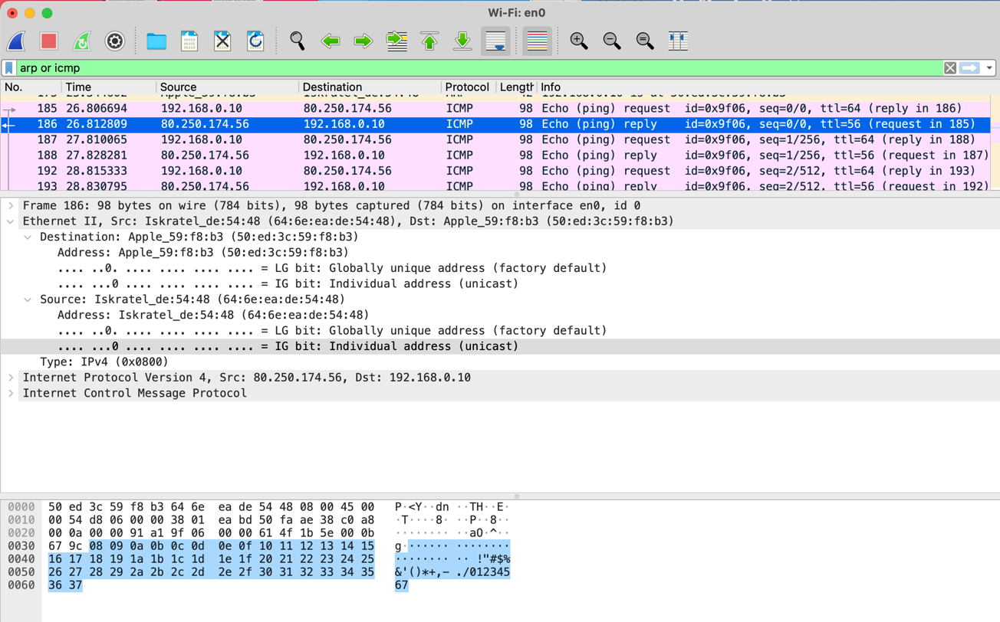 Wi-Fi: en0
arp or icmp
No. Time Source Destination Protocol Length Info
185 26.806694 192.168.0.10 80.250.174.56 ICMP 98 Echo (ping) request id=0x9f06, seq=0/0, ttl=64 (reply in 186)
186 26.812809 80.250.174.56 192.168.0.10 ICMP 98 Echo (ping) reply id=0x9f06, seq=0/0, ttl=56 (request in 185)
187 27.810065 192.168.0.10 80.250.174.56 ICMP 98 Echo (ping) request id=0x9f06, seq=1/256, ttl=64 (reply in 188)
188 27.828281 80.250.174.56 192.168.0.10 ICMP 98 Echo (ping) reply id=0x9f06, seq=1/256, ttl=56 (request in 187)
192 28.815333 192.168.0.10 80.250.174.56 ICMP 98 Echo (ping) request id=0x9f06, seq=2/512, ttl=64 (reply in 193)
193 28.830795 80.250.174.56 192.168.0.10 ICMP 98 Echo (ping) reply id=0x9f06, seq=2/512, ttl=56 (request in 192)
Frame 186: 98 bytes on wire (784 bits), 98 bytes captured (784 bits) on interface en0, id 0
Ethernet II, Src: Iskratel_de:54:48 (64:6e:ea:de:54:48), Dst: Apple_59:f8:b3 (50:ed:3c:59:f8:b3)
Destination: Apple_59:f8:b3 (50:ed:3c:59:f8:b3)
Address: Apple_59:f8:b3 (50:ed:3c:59:f8:b3)
.... ..0. .... .... .... .... = LG bit: Globally unique address (factory default)
.... ...0 .... .... .... .... = IG bit: Individual address (unicast)
Source: Iskratel_de:54:48 (64:6e:ea:de:54:48)
Address: Iskratel_de:54:48 (64:6e:ea:de:54:48)
.... ..0. .... .... .... .... = LG bit: Globally unique address (factory default)
.... ...0 .... .... .... .... = IG bit: Individual address (unicast)
Type: IPv4 (0x0800)
Internet Protocol Version 4, Src: 80.250.174.56, Dst: 192.168.0.10
Internet Control Message Protocol
0000 50 ed 3c 59 f8 b3 64 6e ea de 54 48 08 00 45 00 P·<Y··dn ··TH··E·
0010 00 54 d8 06 00 00 38 01 ea bd 50 fa ae 38 c0 a8 ·T····8· ··P··8··
0020 00 0a 00 00 91 a1 9f 06 00 00 61 4f 1b 5e 00 0b ········ ··aO·^··
0030 67 9c 08 09 0a 0b 0c 0d 0e 0f 10 11 12 13 14 15 g······· ········
0040 16 17 18 19 1a 1b 1c 1d 1e 1f 20 21 22 23 24 25 ········ ·· !"#$%
0050 26 27 28 29 2a 2b 2c 2d 2e 2f 30 31 32 33 34 35 &'()*+,- ./012345
0060 36 37 67